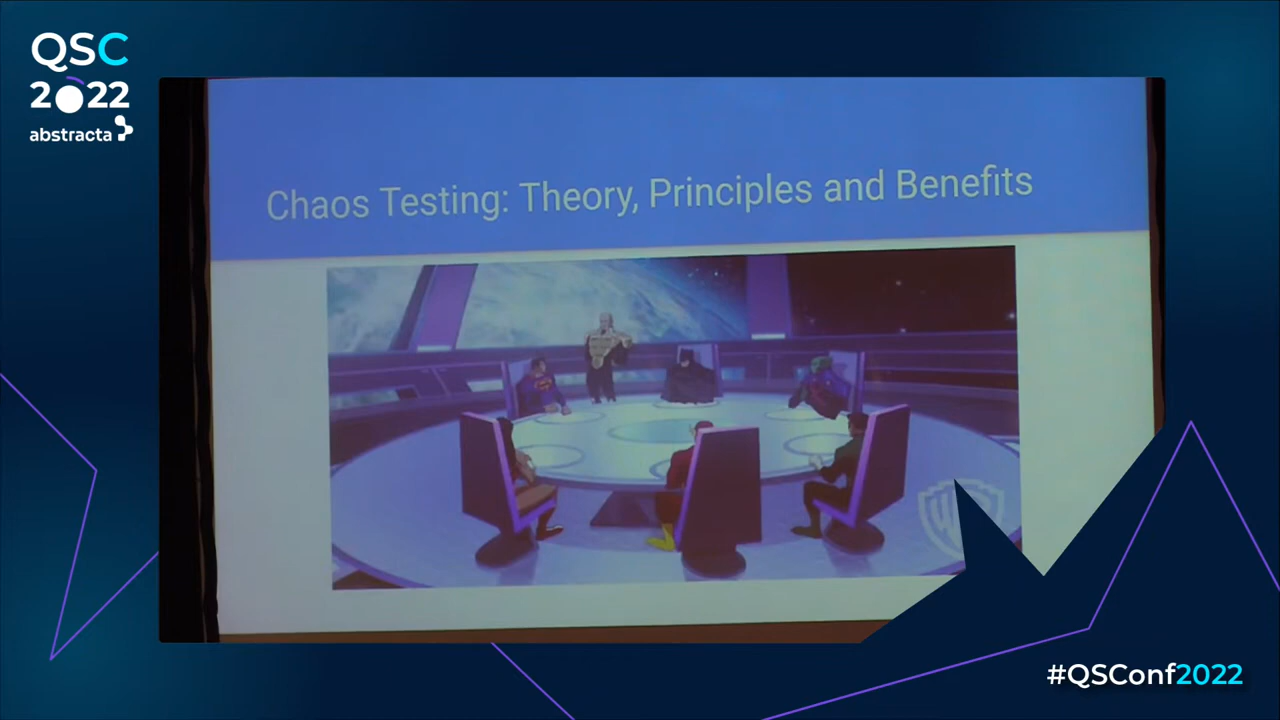 QSC
2022
abstracta
Chaos Testing: Theory, Principles and Benefits
#QSConf2022